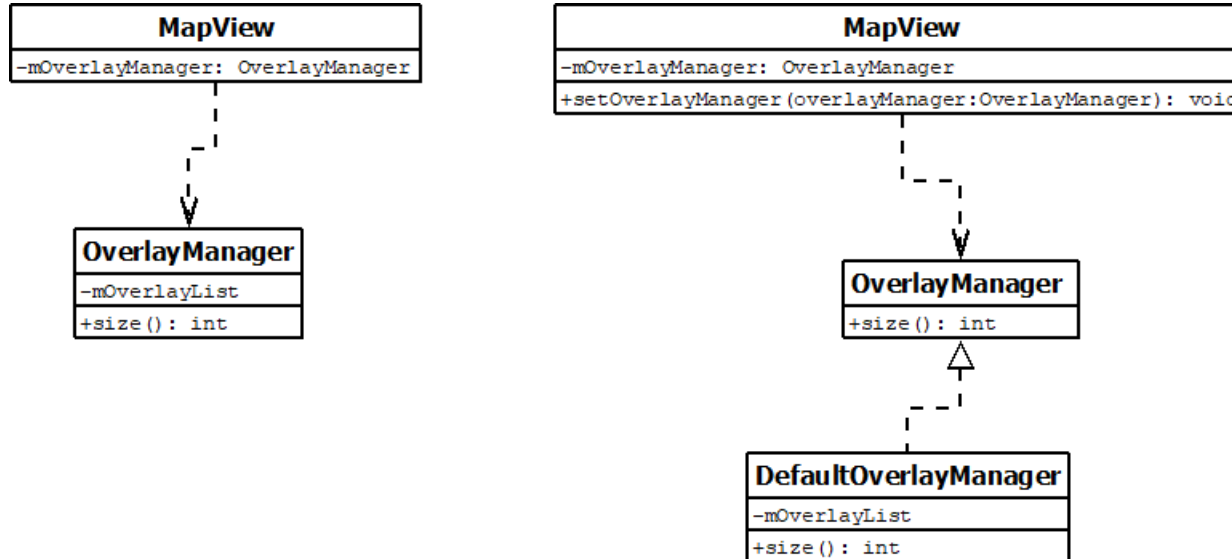 MapView
-mOverlayManager: OverlayManager
OverlayManager
-mOverlayList
+size(): int
MapView
-mOverlayManager: OverlayManager
+setOverlayManager(overlayManager:OverlayManager): void
OverlayManager
+size(): int
DefaultOverlayManager
-mOverlayList
+size(): int